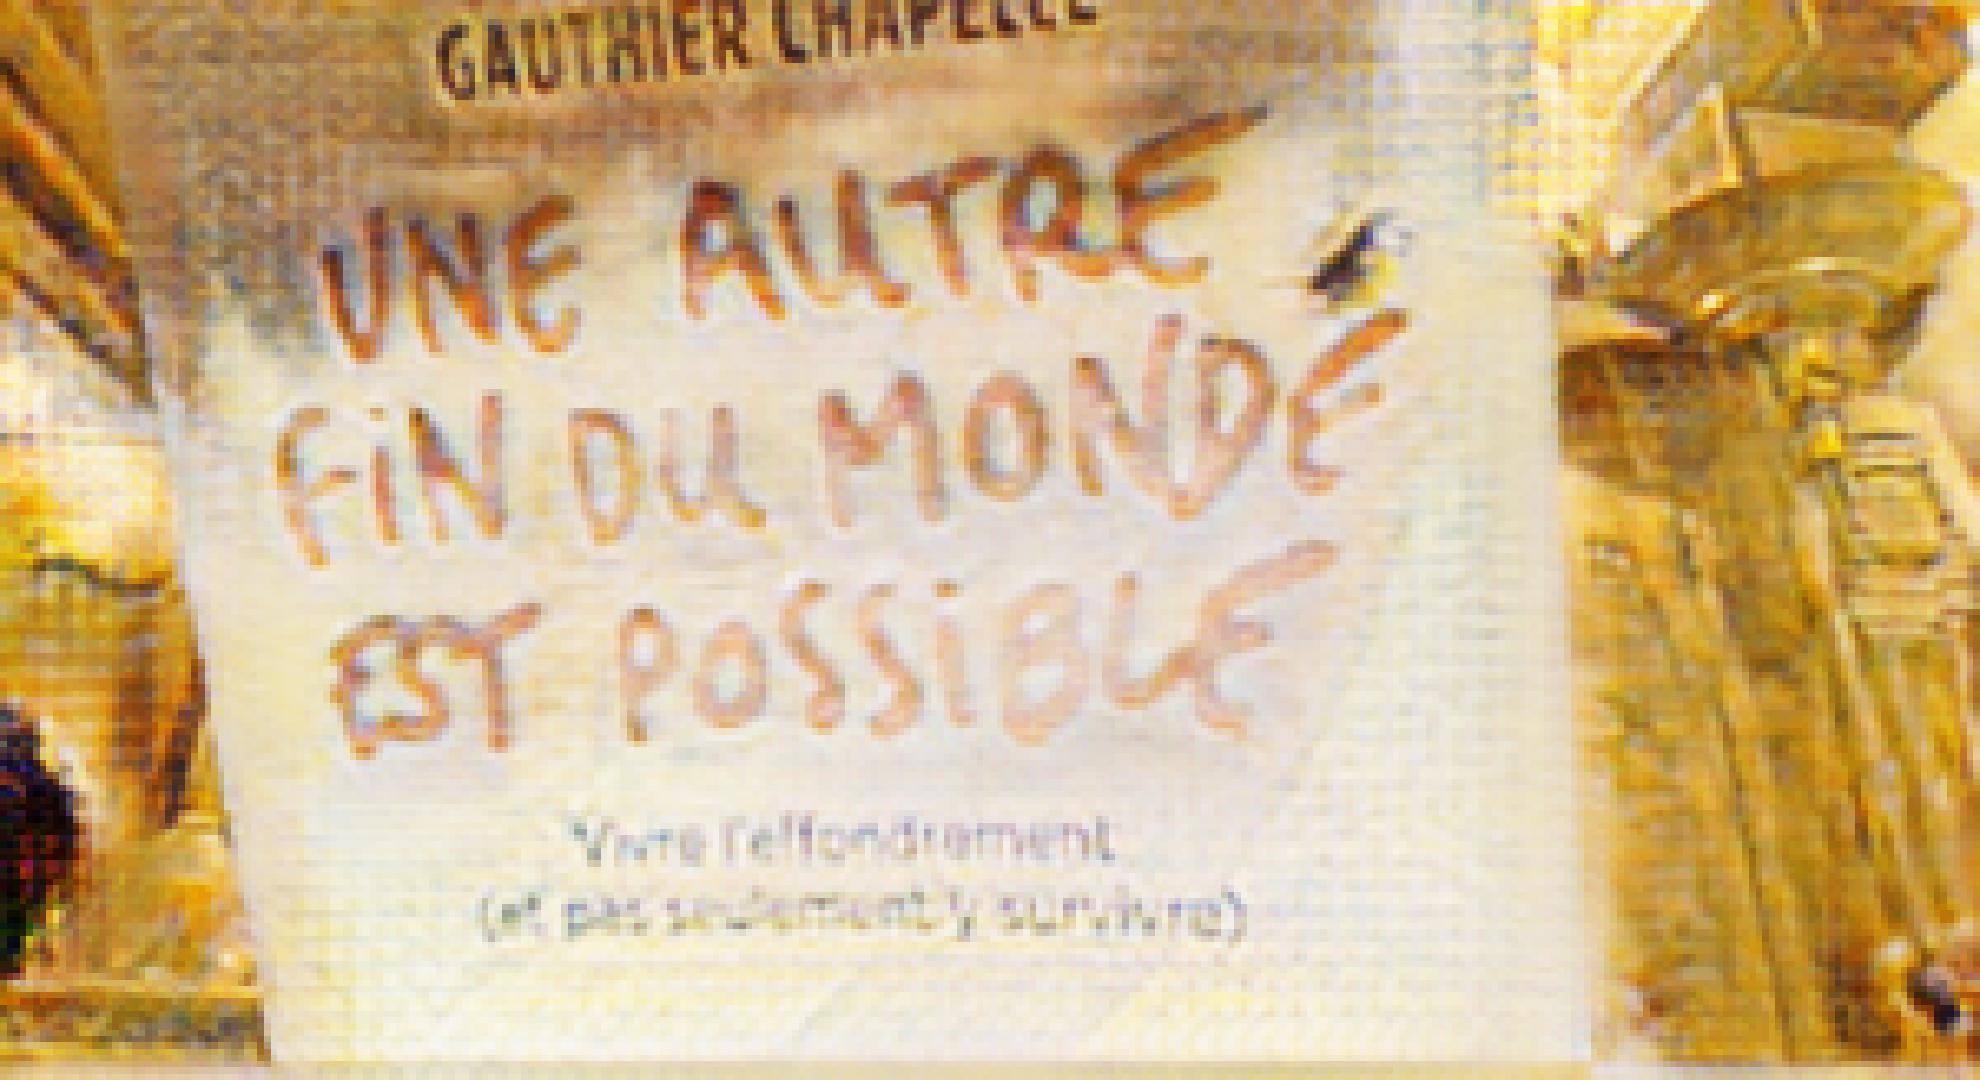 GAUTHIER CHAPELLE
UNE AUTRE
FiN DU MONDE
EST POSSiBLE
Vivre l'effondrement
(et pas seulement y survivre)